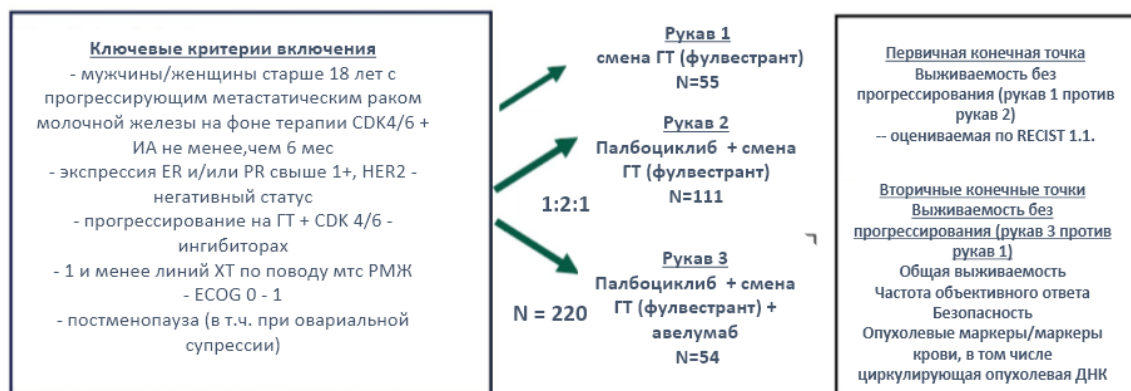 Ключевые критерии включения
- мужчины/женщины старше 18 лет с
прогрессирующим метастатическим раком
молочной железы на фоне терапии CDK4/6 +
ИА не менее,чем 6 мес
- экспрессия ER и/или PR свыше 1+, HER2 -
негативный статус
- прогрессирование на ГТ + CDK 4/6 -
ингибиторах
- 1 и менее линий ХТ по поводу мтс РМЖ
- ECOG 0 - 1
- постменопауза (в т.ч. при овариальной
супрессии)
1:2:1
N = 220
Рукав 1
смена ГТ (фулвестрант)
N=55
Рукав 2
Палбоциклиб + смена
ГТ (фулвестрант)
N=111
Рукав 3
Палбоциклиб + смена
ГТ (фулвестрант) +
авелумаб
N=54
Первичная конечная точка
Выживаемость без
прогрессирования (рукав 1 против
рукав 2)
-- оцениваемая по RECIST 1.1.
Вторичные конечные точки
Выживаемость без
прогрессирования (рукав 3 против
рукав 1)
Общая выживаемость
Частота объективного ответа
Безопасность
Опухолевые маркеры/маркеры
крови, в том числе
циркулирующая опухолевая ДНК